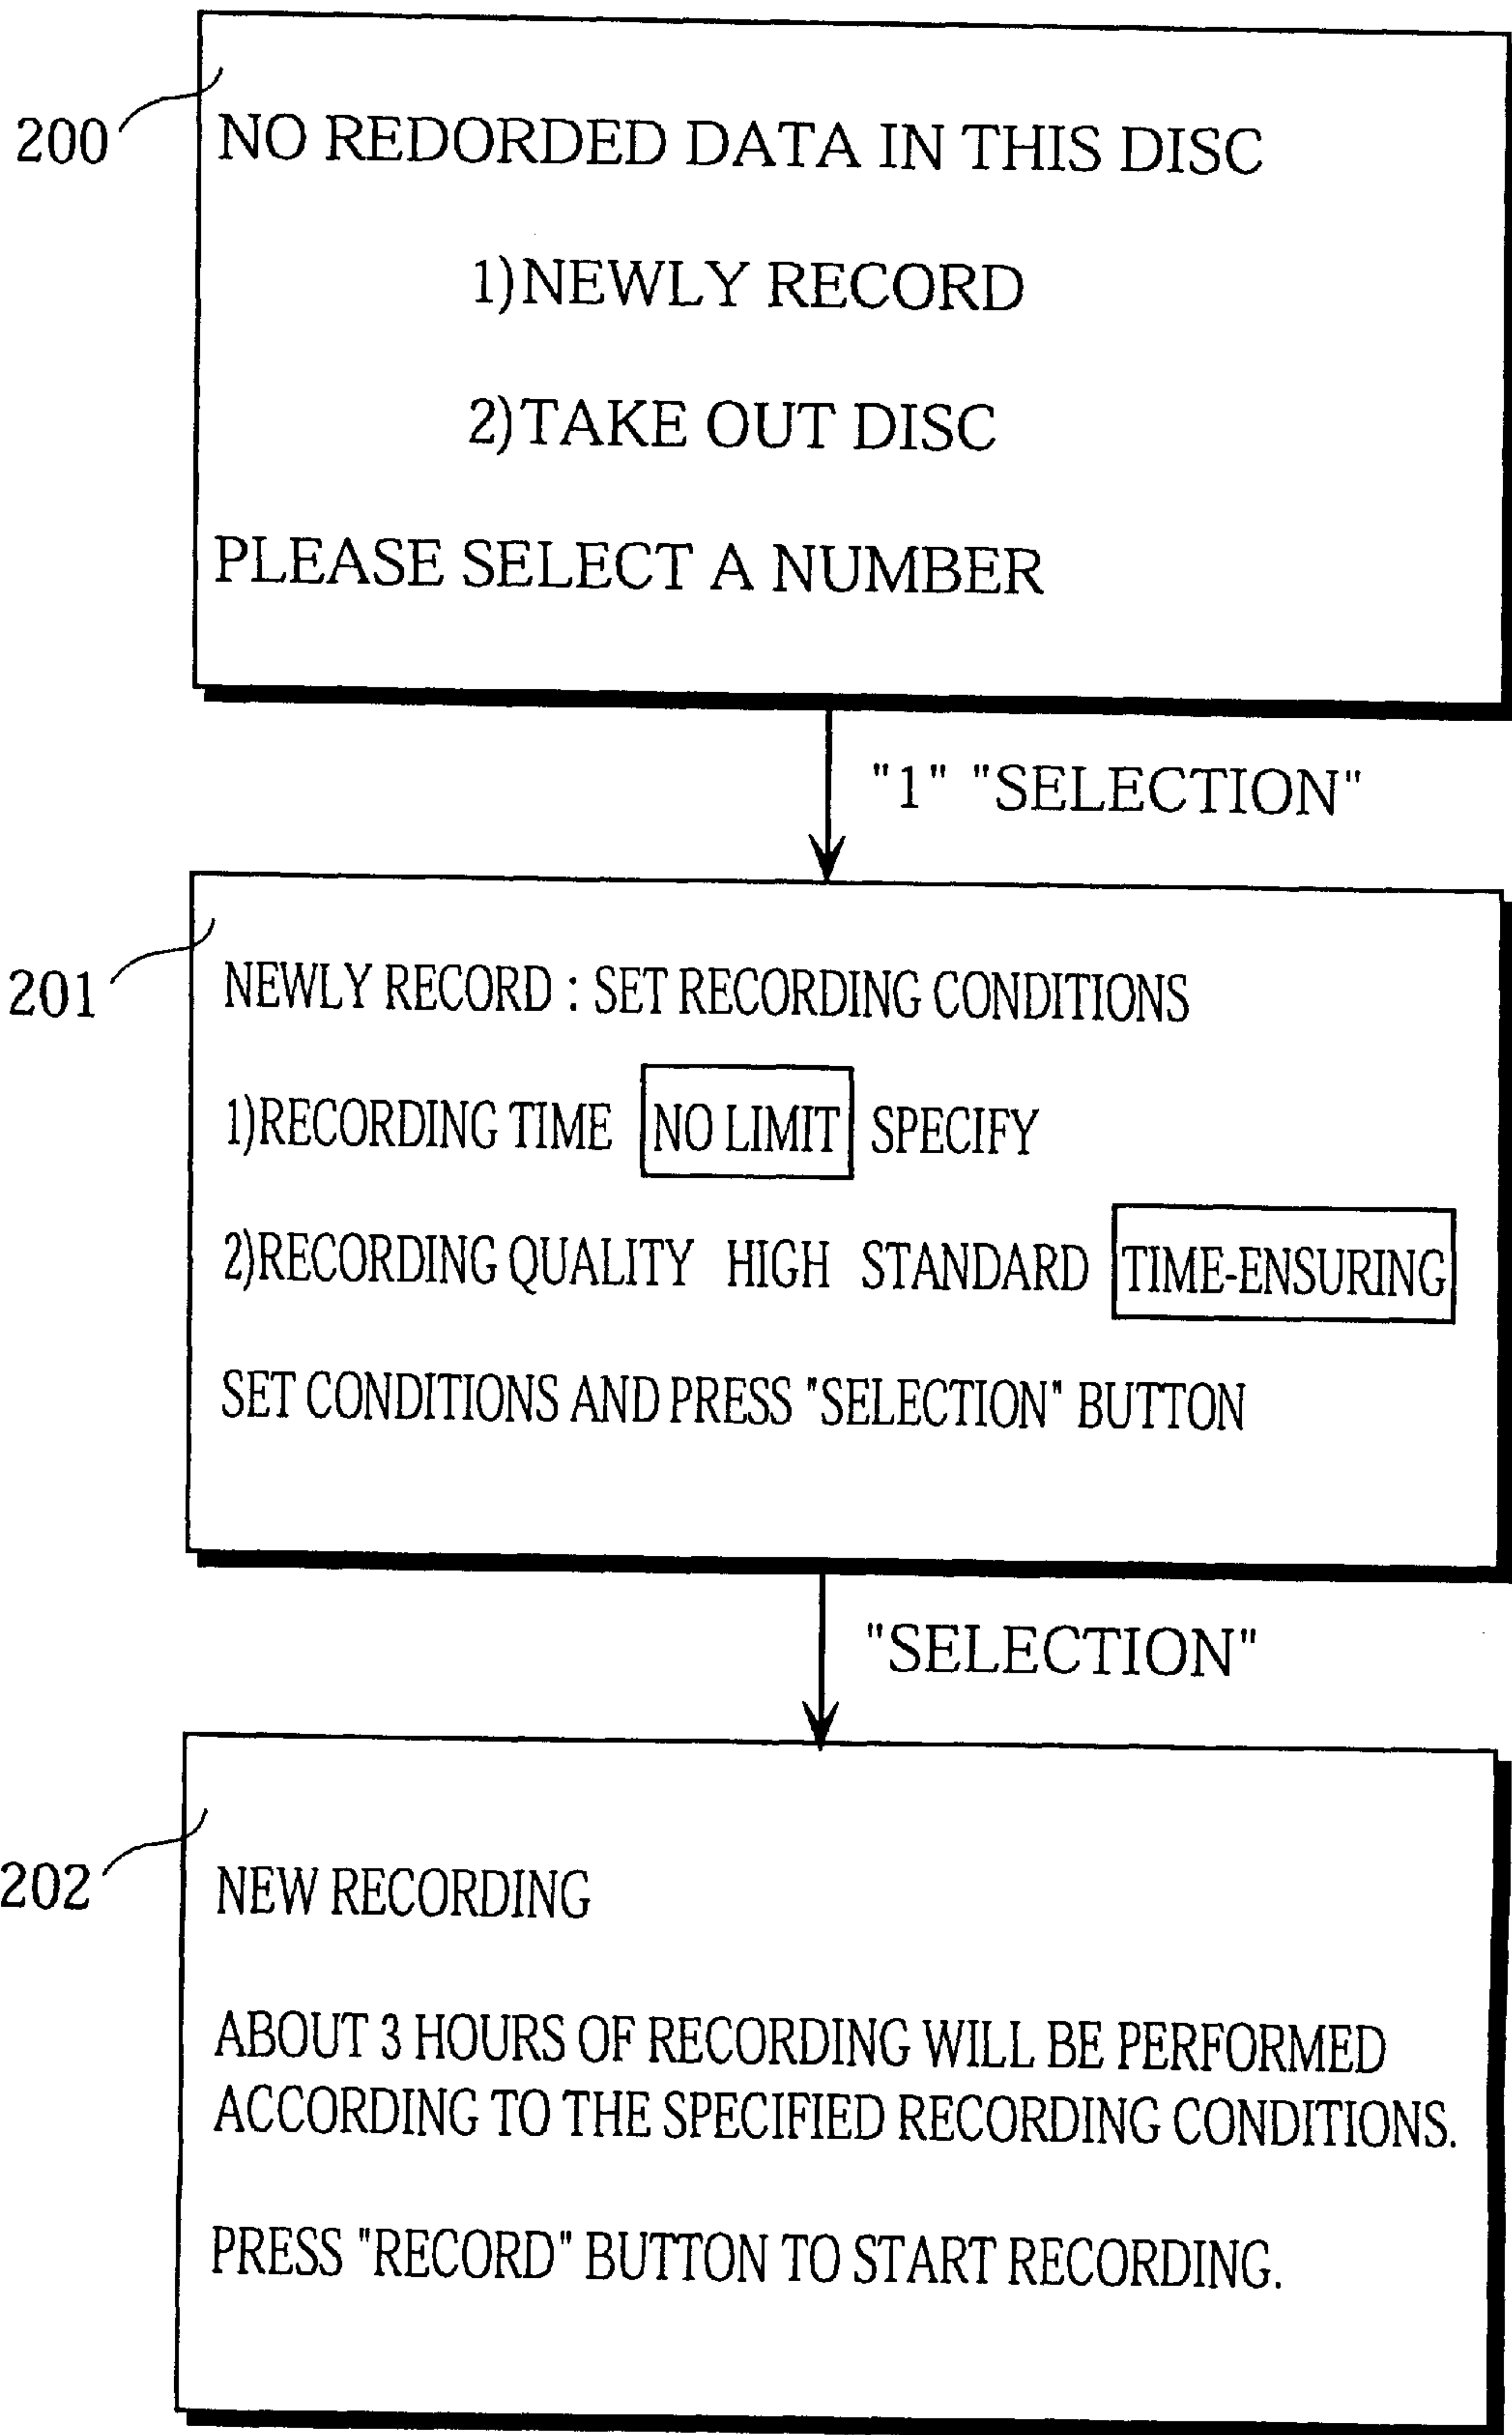 200
NO REDORDED DATA IN THIS DISC
1)NEWLY RECORD
2)TAKE OUT DISC
PLEASE SELECT A NUMBER
"1" "SELECTION"
201
NEWLY RECORD : SET RECORDING CONDITIONS
1)RECORDING TIME NO LIMIT SPECIFY
2)RECORDING QUALITY HIGH STANDARD TIME-ENSURING
SET CONDITIONS AND PRESS "SELECTION" BUTTON
"SELECTION"
202
NEW RECORDING
ABOUT 3 HOURS OF RECORDING WILL BE PERFORMED
ACCORDING TO THE SPECIFIED RECORDING CONDITIONS.
PRESS "RECORD" BUTTON TO START RECORDING.